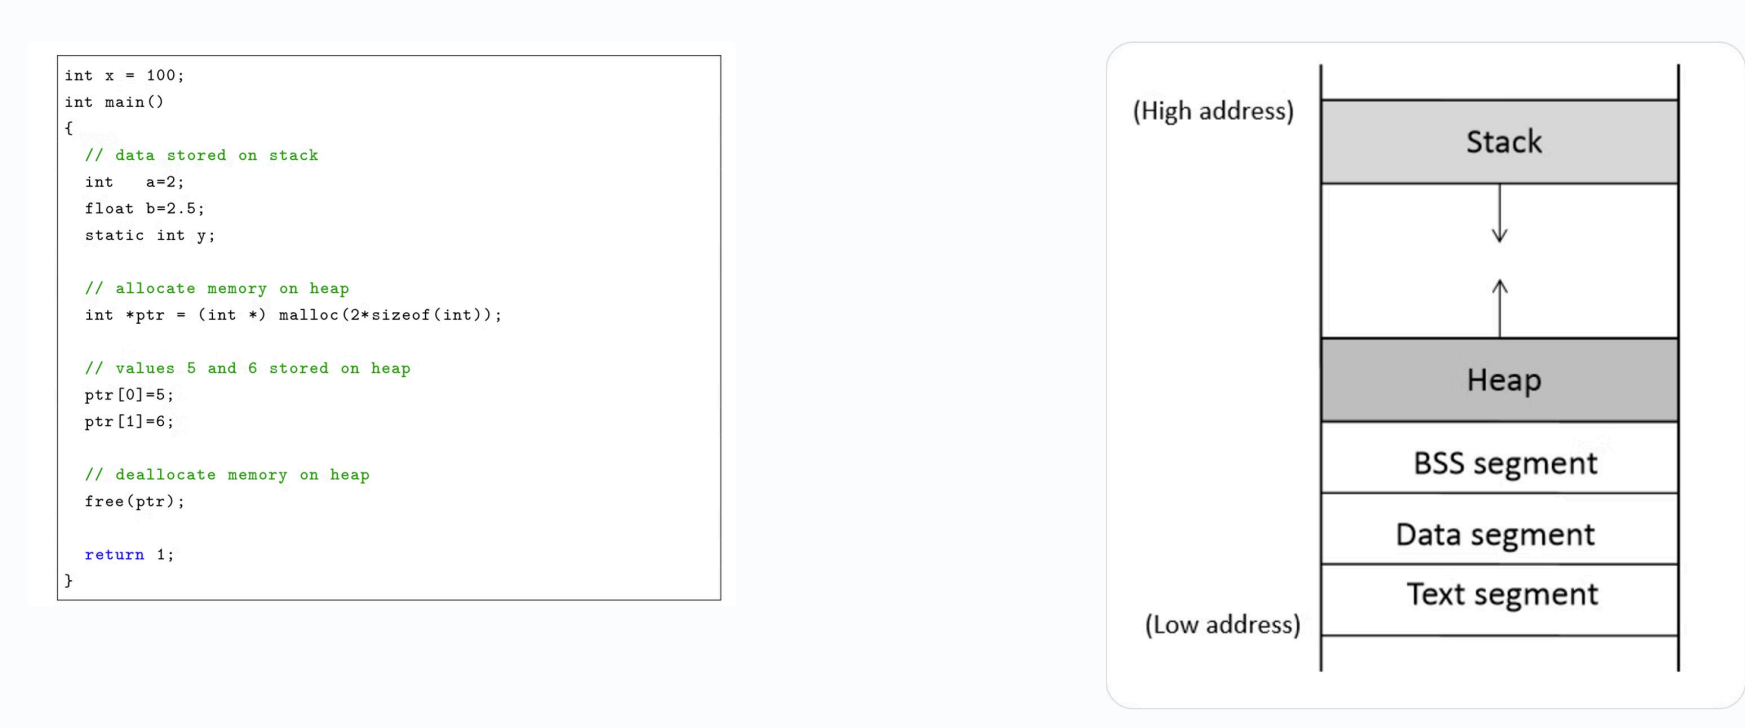 int x = 100;
int main()
{
// data stored on stack
int   a=2;
float b=2.5;
static int y;
// allocate memory on heap
int *ptr = (int *) malloc(2*sizeof(int));
// values 5 and 6 stored on heap
ptr[0]=5;
ptr[1]=6;
// deallocate memory on heap
free(ptr);
return 1;
}
(High address)
Stack
Heap
BSS segment
Data segment
Text segment
(Low address)